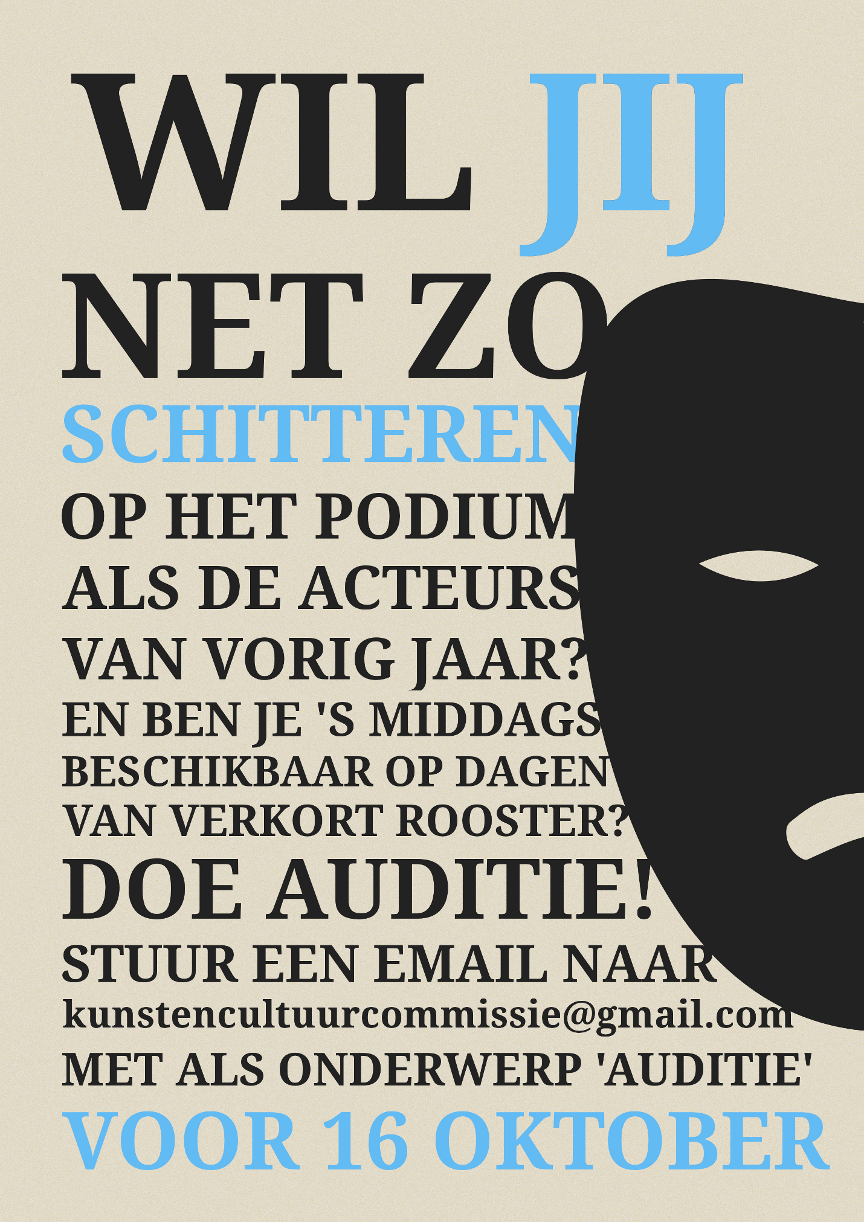 WIL JIJ
NET ZO
SCHITTEREN
OP HET PODIUM
ALS DE ACTEURS
VAN VORIG JAAR?
EN BEN JE 'S MIDDAGS
BESCHIKBAAR OP DAGEN
VAN VERKORT ROOSTER?
DOE AUDITIE!
STUUR EEN EMAIL NAAR
kunstencultuurcommissie@gmail.com
MET ALS ONDERWERP 'AUDITIE'
VOOR 16 OKTOBER